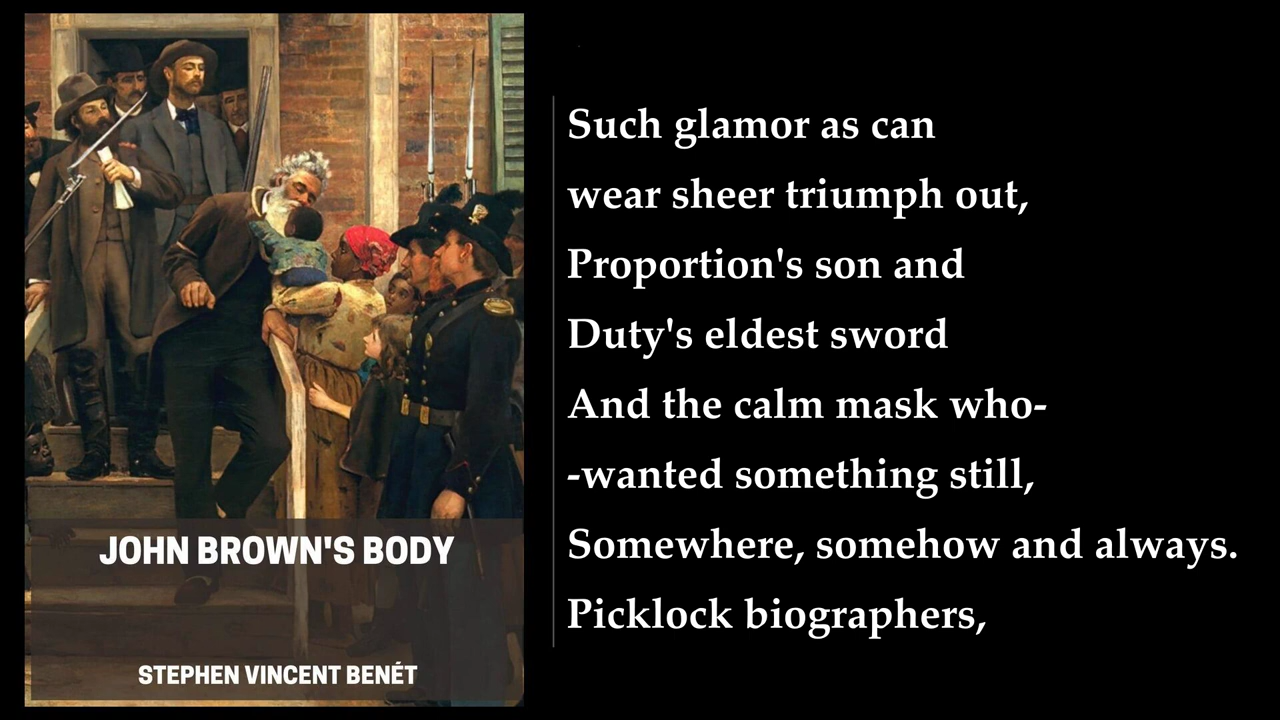 JOHN BROWN'S BODY
STEPHEN VINCENT BENÉT
Such glamor as can
wear sheer triumph out,
Proportion's son and
Duty's eldest sword
And the calm mask who-
-wanted something still,
Somewhere, somehow and always.
Picklock biographers,